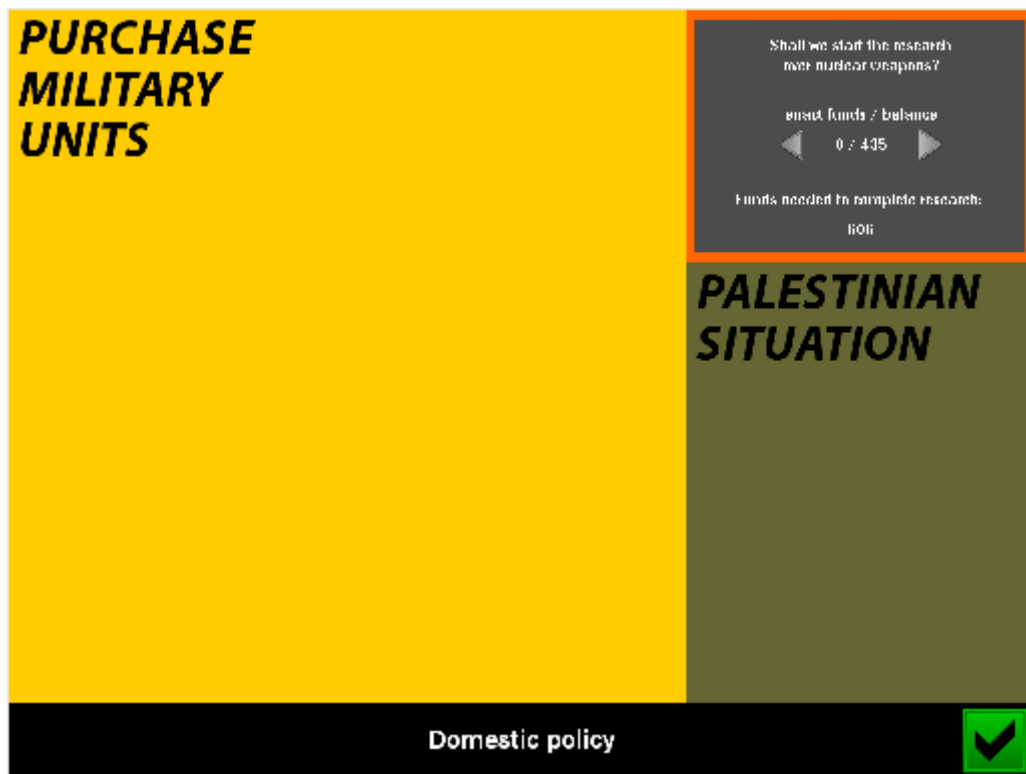 PURCHASE
MILITARY
UNITS
Shall we start the research
over nuclear weapons?
funds / balance
0 / 435
Funds needed to complete research:
PALESTINIAN
SITUATION
Domestic policy